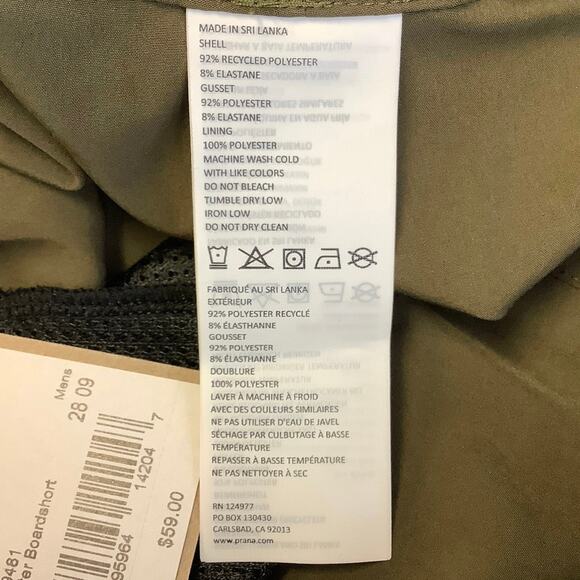 MADE IN SRI LANKA
SHELL
92% RECYCLED POLYESTER
8% ELASTANE
GUSSET
92% POLYESTER
8% ELASTANE
LINING
100% POLYESTER
MACHINE WASH COLD
WITH LIKE COLORS
DO NOT BLEACH
TUMBLE DRY LOW
IRON LOW
DO NOT DRY CLEAN
FABRIQUÉ AU SRI LANKA
EXTÉRIEUR
92% POLYESTER RECYCLÉ
8% ÉLASTHANNE
GOUSSET
92% POLYESTER
8% ÉLASTHANNE
DOUBLURE
100% POLYESTER
LAVER À MACHINE À FROID
AVEC DES COULEURS SIMILAIRES
NE PAS UTILISER D'EAU DE JAVEL
SÉCHAGE PAR CULBUTAGE À BASSE
TEMPÉRATURE
REPASSER À BASSE TEMPÉRATURE
NE PAS NETTOYER À SEC
RN 124977
PO BOX 130430
CARLSBAD, CA 92013
www.prana.com
Boardshort
Mens
28 09
95964 14204 7
$59.00